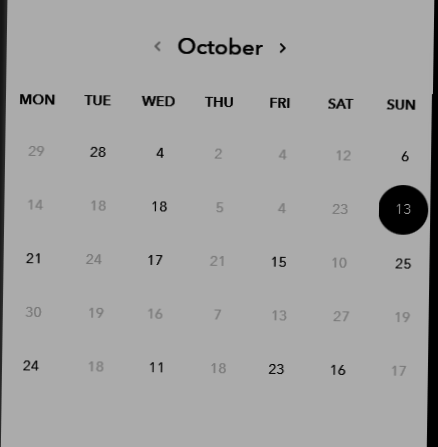 ‹ October ›
MON TUE WED THU FRI SAT SUN
29 28 4 2 4 12 6
14 18 18 5 4 23 13
21 24 17 21 15 10 25
30 19 16 7 13 27 19
24 18 11 18 23 16 17